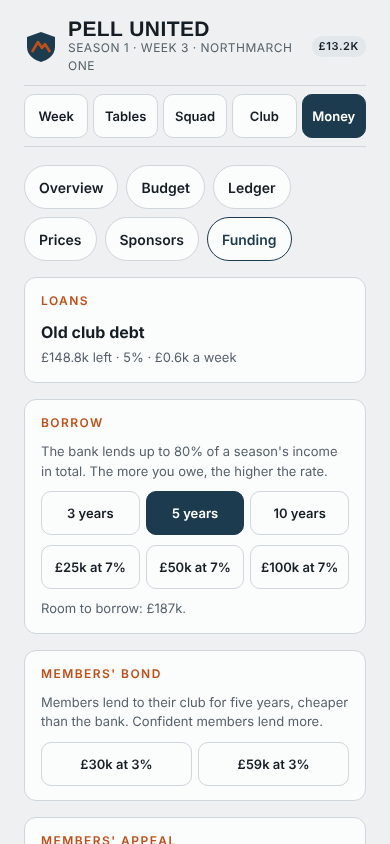 PELL UNITED
SEASON 1 · WEEK 3 · NORTHMARCH
ONE
£13.2K
Week
Tables
Squad
Club
Money
Overview
Budget
Ledger
Prices
Sponsors
Funding
LOANS
Old club debt
£148.8k left · 5% · £0.6k a week
BORROW
The bank lends up to 80% of a season's income
in total. The more you owe, the higher the rate.
3 years
5 years
10 years
£25k at 7%
£50k at 7%
£100k at 7%
Room to borrow: £187k.
MEMBERS' BOND
Members lend to their club for five years, cheaper
than the bank. Confident members lend more.
£30k at 3%
£59k at 3%
MEMBERS' APPEAL